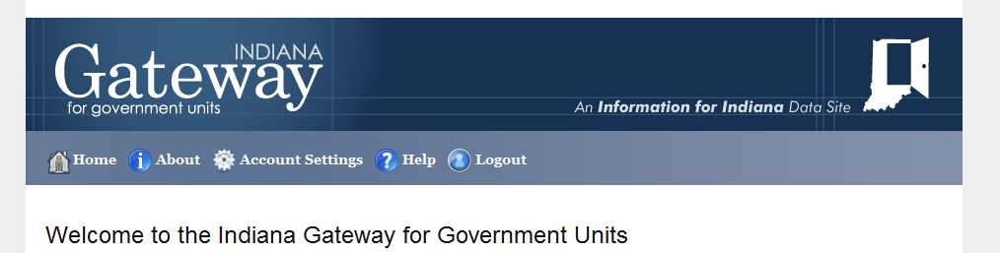 INDIANA
Gateway
for government units
An Information for Indiana Data Site
Home About Account Settings Help Logout
Welcome to the Indiana Gateway for Government Units